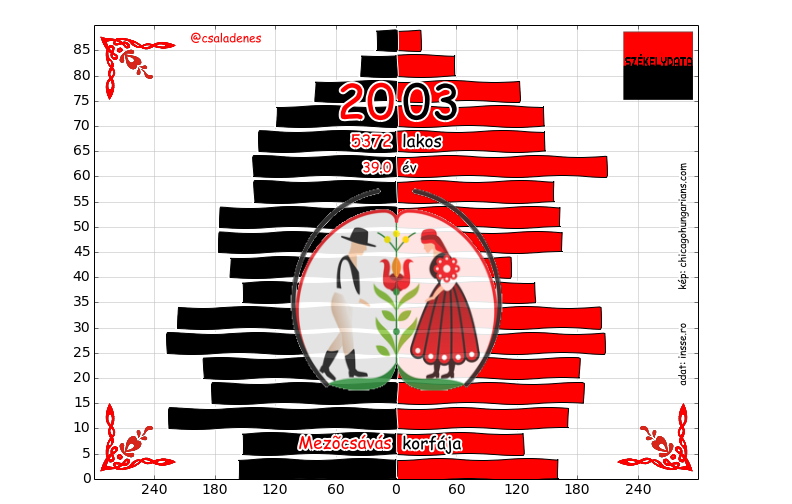 @csaladenes
SZÉKELYDATA
2003
5372 lakos
39.0 év
kép: chicagohungarians.com
adat: insse.ro
Mezőcsávás korfája
85
80
75
70
65
60
55
50
45
40
35
30
25
20
15
10
5
0
240 180 120 60 0 60 120 180 240